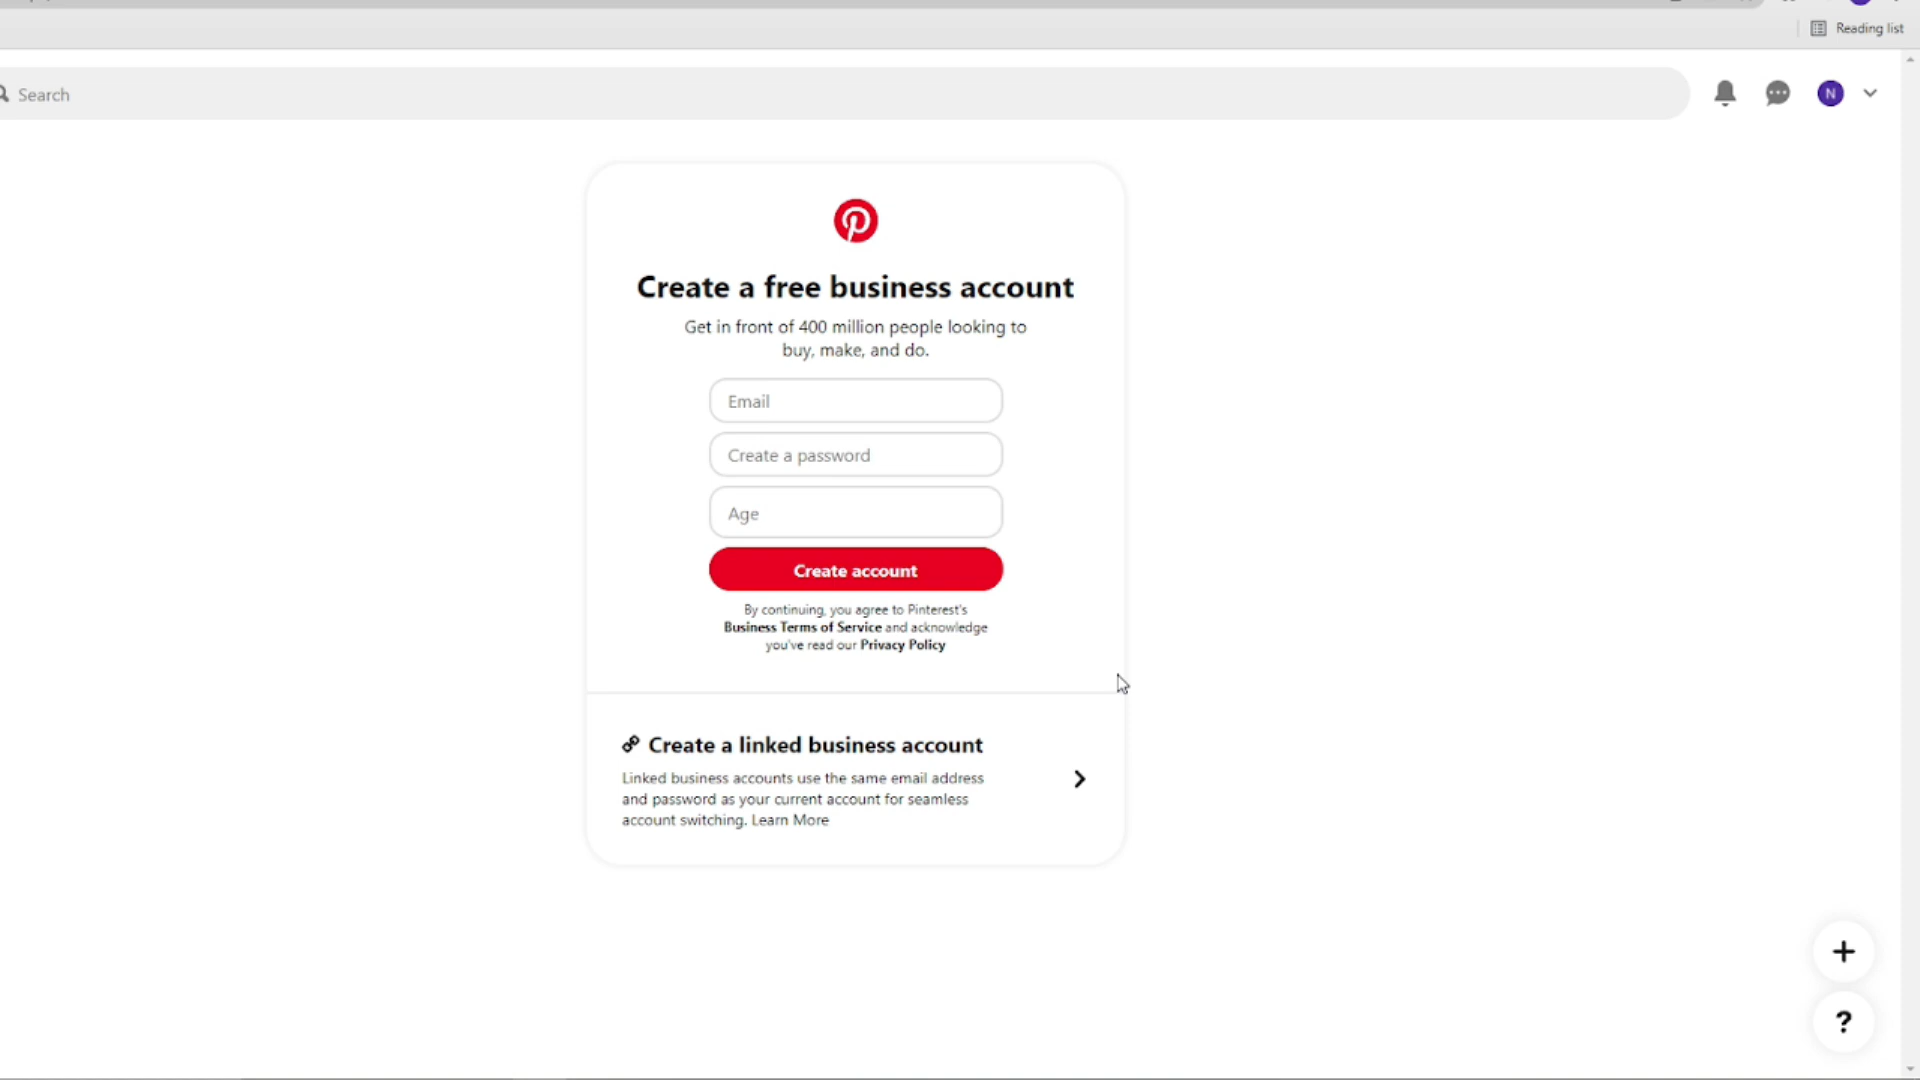 Reading list
Search
N
Create a free business account
Get in front of 400 million people looking to
buy, make, and do.
Email
Create a password
Age
Create account
By continuing, you agree to Pinterest's
Business Terms of Service and acknowledge
you've read our Privacy Policy
Create a linked business account
Linked business accounts use the same email address
and password as your current account for seamless
account switching. Learn More
+
?